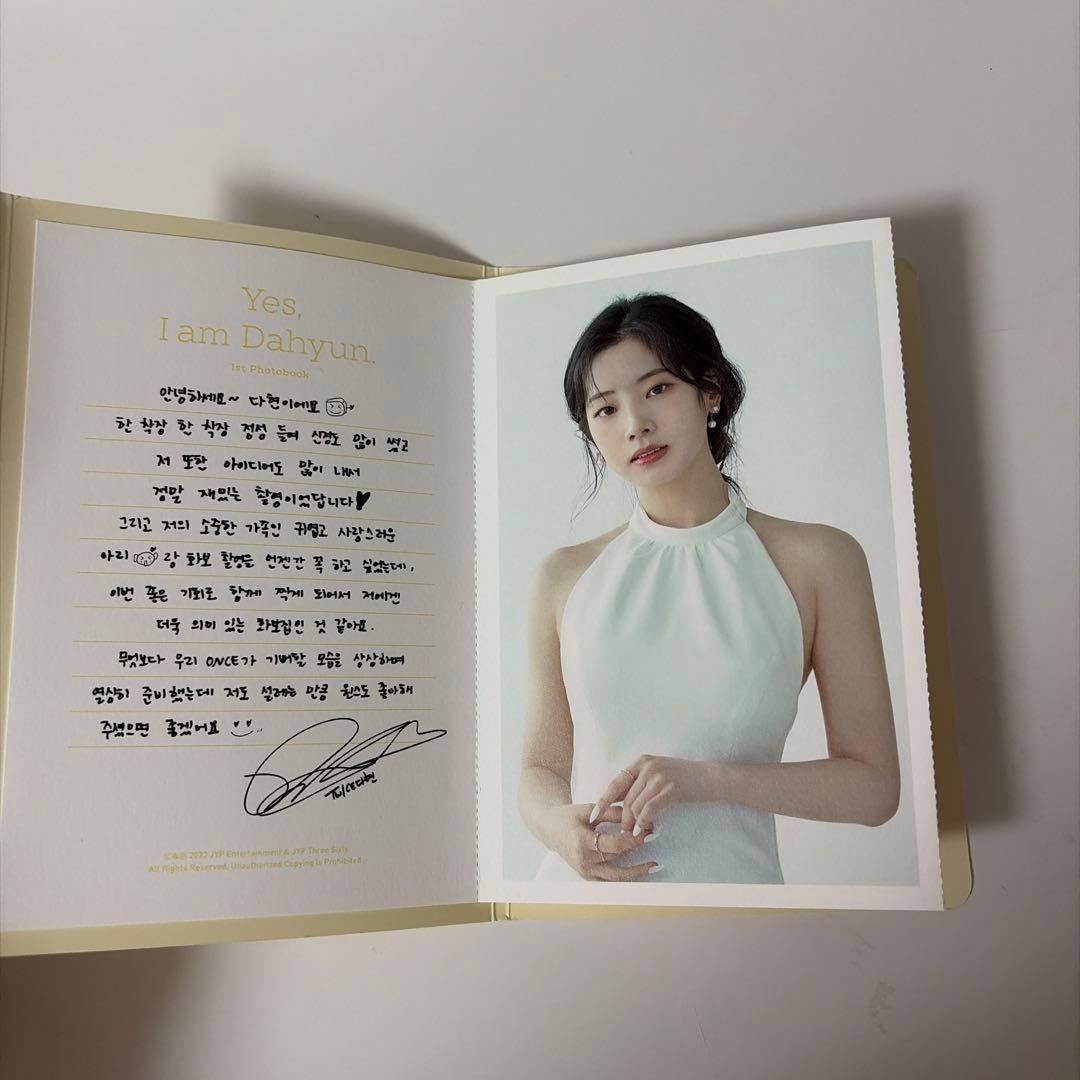 Yes,
I am Dahyun.
1st Photobook
안녕하세요~ 다현이에요
한 착장 한 착장 정성 들여 신경도 많이 썼고
저 또한 아이디어도 많이 내서
정말 재밌는 촬영이었답니다♥
그리고 저의 소중한 가족인 귀엽고 사랑스러운
아리 랑 화보 촬영을 언젠간 꼭 하고 싶었는데,
이번 좋은 기회로 함께 찍게 되어서 저에겐
더욱 의미 있는 화보집인 것 같아요.
무엇보다 우리 ONCE가 기뻐할 모습을 상상하며
열심히 준비했는데 저도 설레는 만큼 원스도 좋아해
주셨으면 좋겠어요
TWICE다현
2022 JYP Entertainment & JYP Three Sixty
All Rights Reserved. Unauthorized Copying is Prohibited